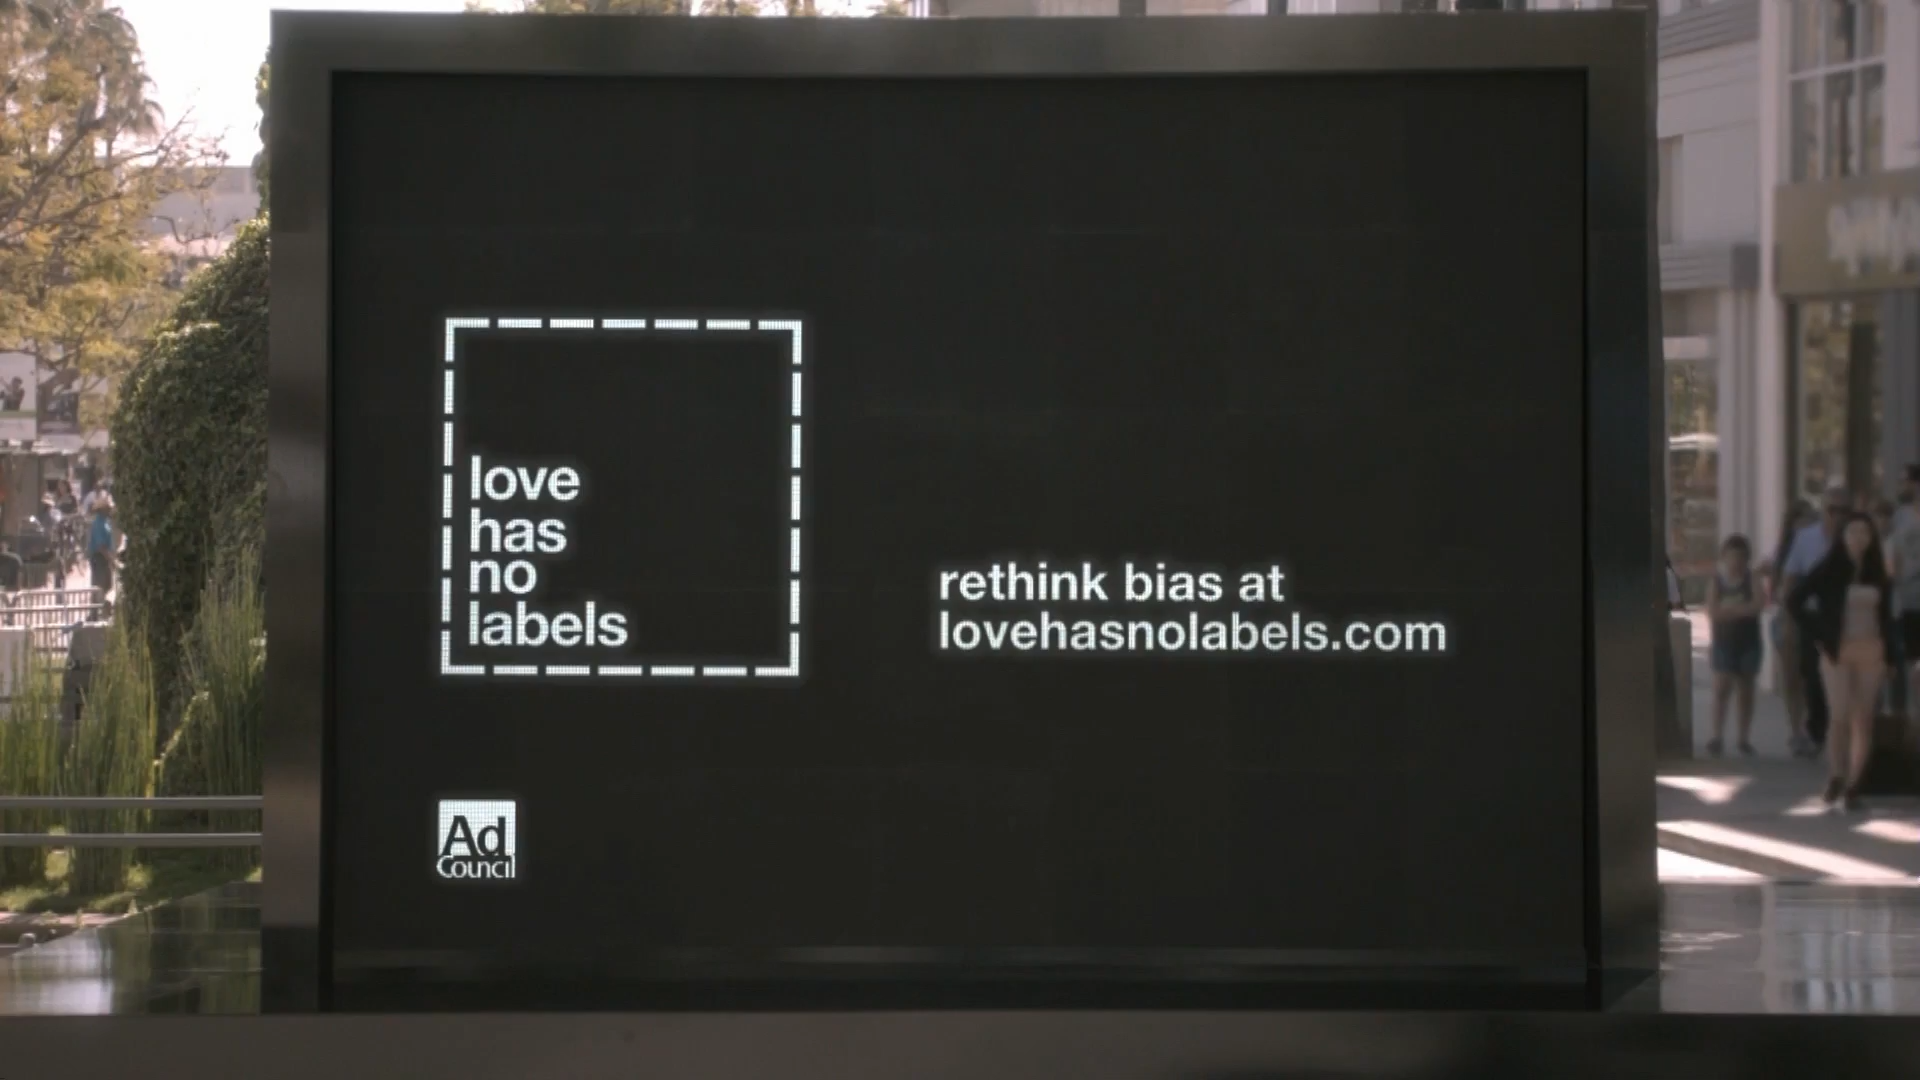 love
has
no
labels
rethink bias at
lovehasnolabels.com
Ad
Council